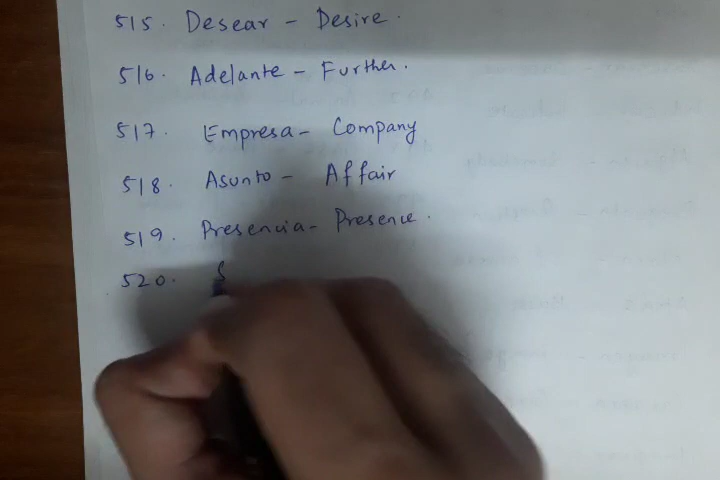 515. Desear - Desire.
516. Adelante - Further.
517. Empresa - Company
518. Asunto - Affair
519. Presencia - Presence.
520. S